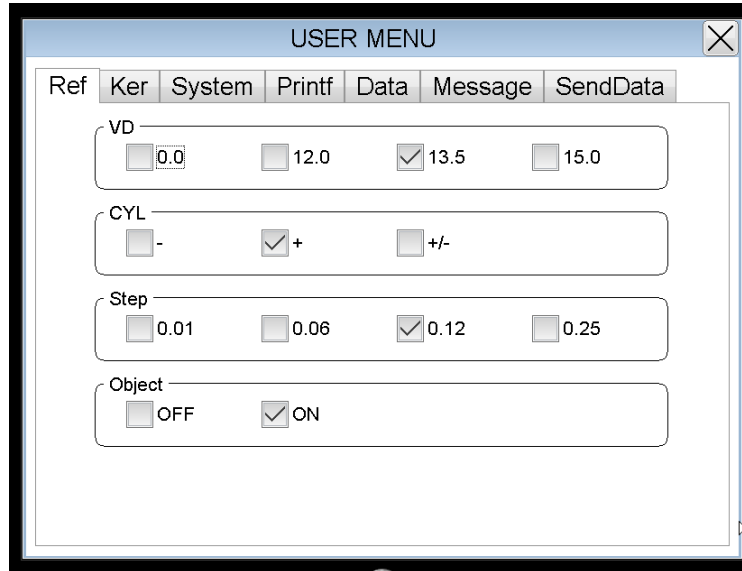 USER MENU
Ref Ker System Printf Data Message SendData
VD
0.0 12.0 13.5 15.0
CYL
- + +/-
Step
0.01 0.06 0.12 0.25
Object
OFF ON